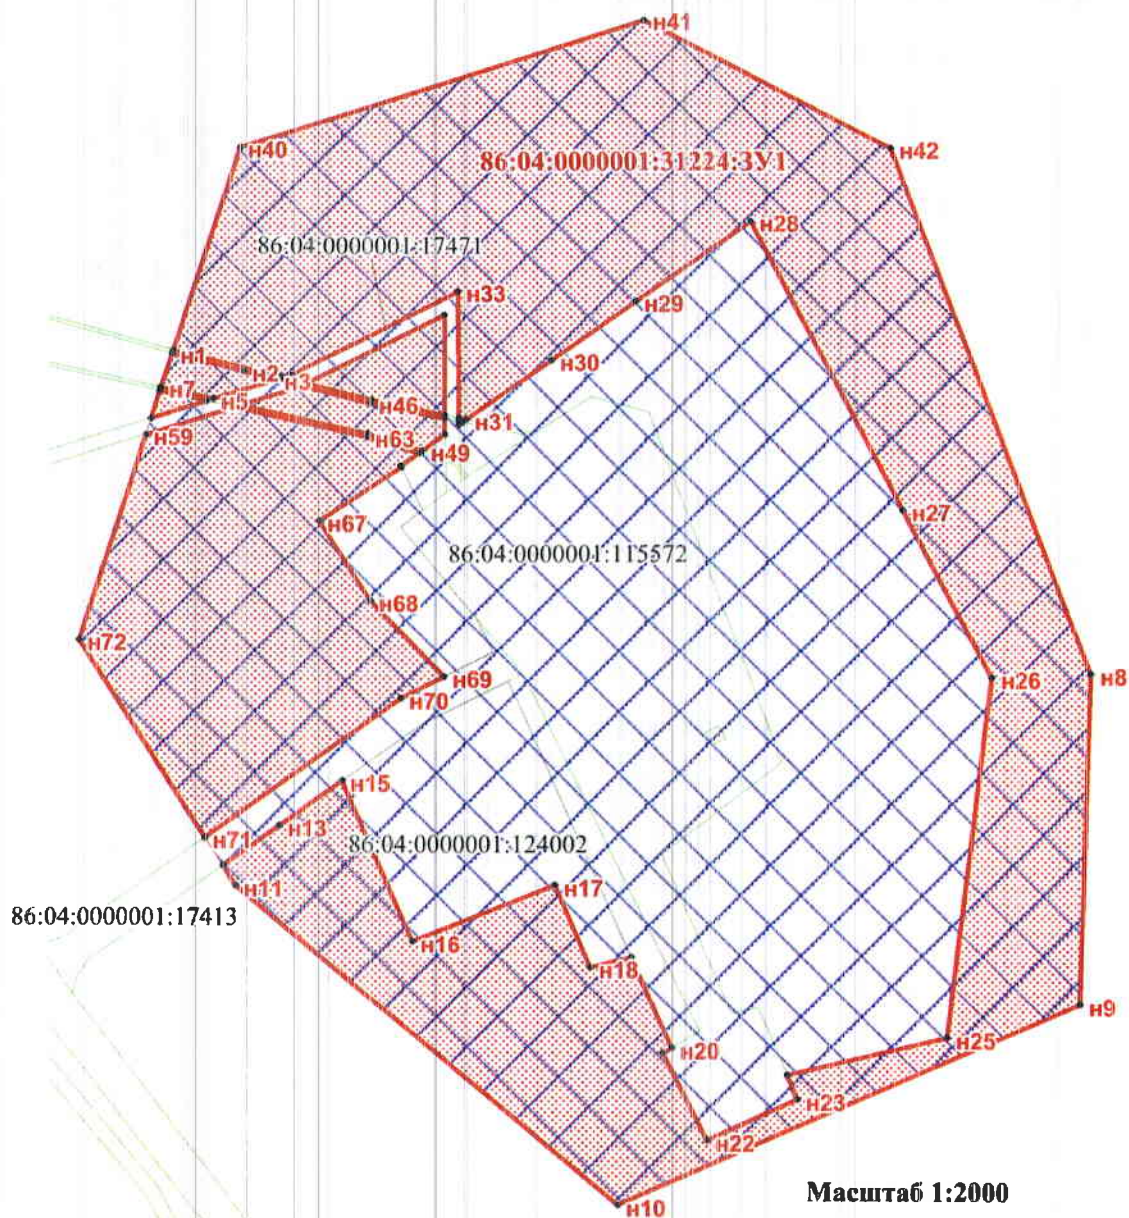 н41
н40
н42
86:04:0000001:31224:ЗУ1
н28
86:04:0000001:17471
н33
н29
н1
н30
н2
н3
н7
н5
н46
н31
н59
н63
н49
н67
н27
86:04:0000001:115572
н68
н72
н69
н26
н8
н70
н15
н13
н71
86:04:0000001:124002
н11
н17
86:04:0000001:17413
н16
н18
н9
н25
н20
н23
н22
Масштаб 1:2000
н10